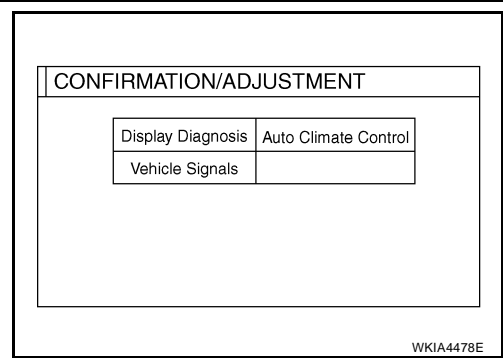 CONFIRMATION/ADJUSTMENT
Display Diagnosis Auto Climate Control
Vehicle Signals
WKIA4478E